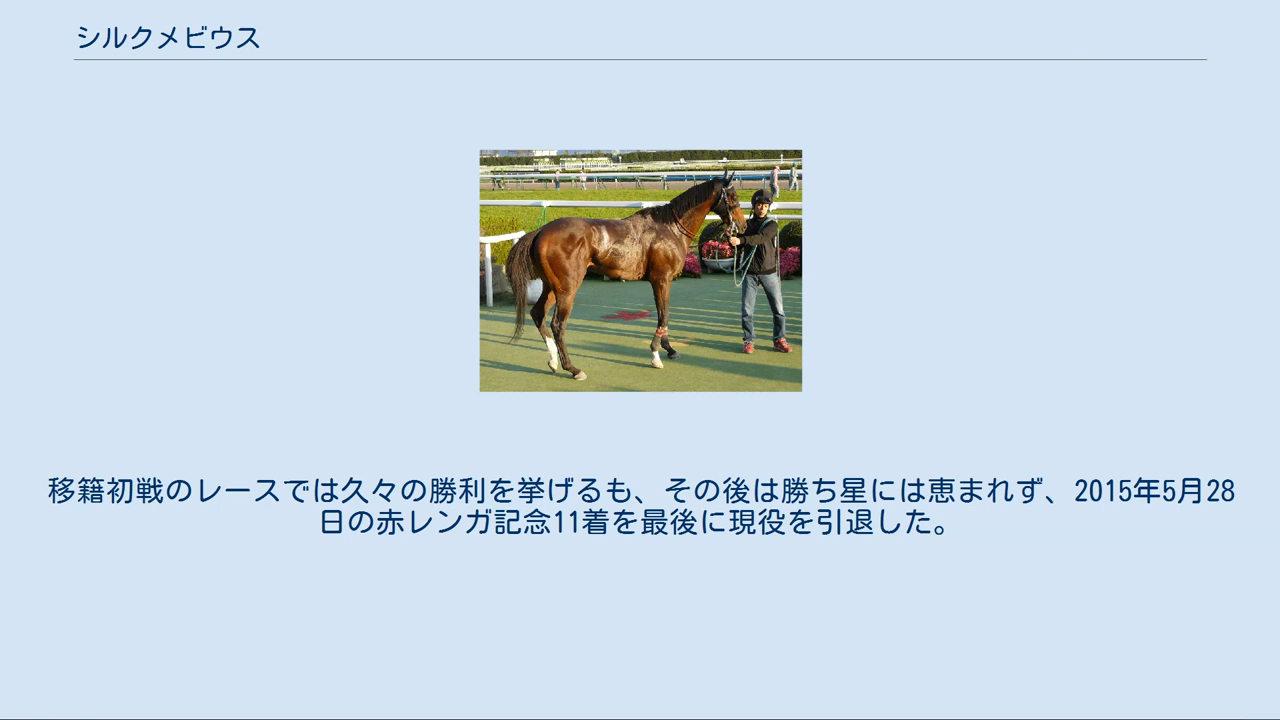 シルクメビウス
移籍初戦のレースでは久々の勝利を挙げるも、その後は勝ち星には恵まれず、2015年5月28
日の赤レンガ記念11着を最後に現役を引退した。